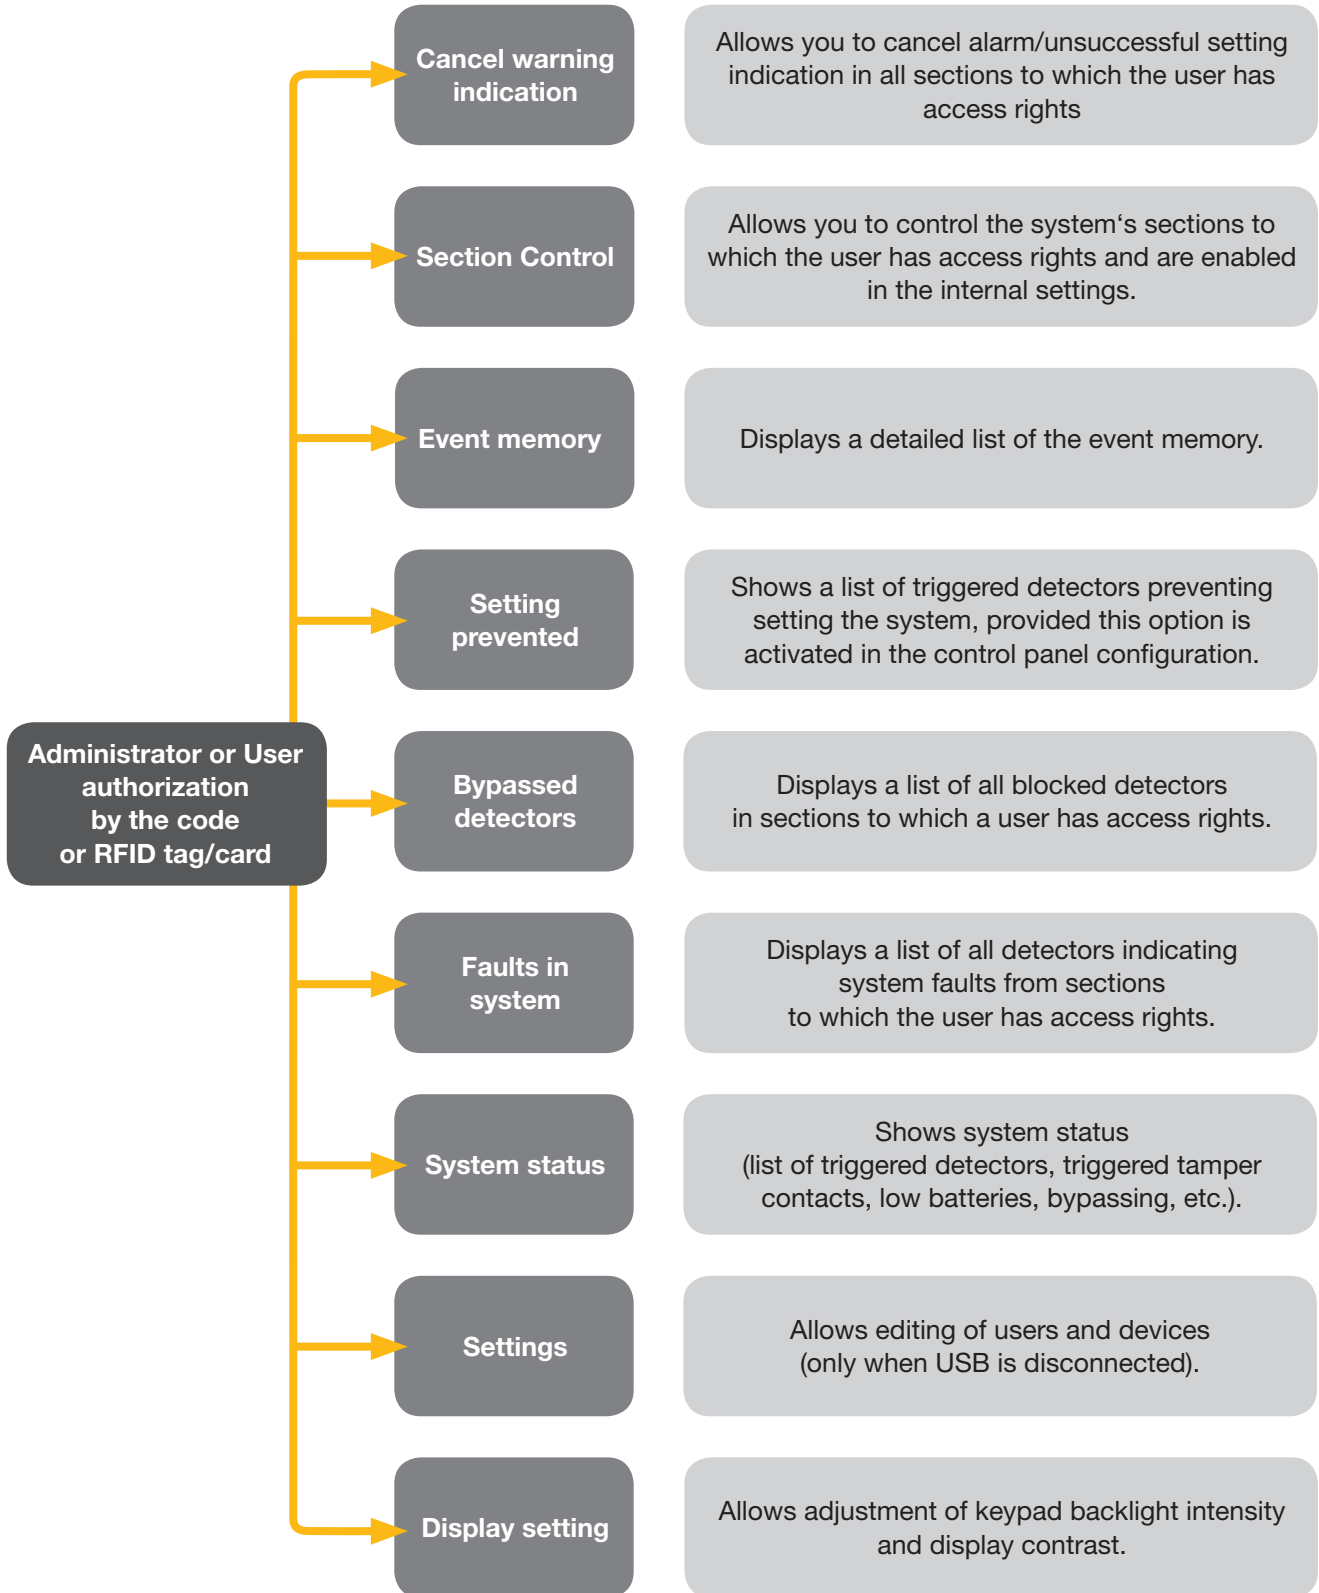 Cancel warning
indication
Allows you to cancel alarm/unsuccessful setting
indication in all sections to which the user has
access rights
Section Control
Allows you to control the system‘s sections to
which the user has access rights and are enabled
in the internal settings.
Event memory
Displays a detailed list of the event memory.
Setting
prevented
Shows a list of triggered detectors preventing
setting the system, provided this option is
activated in the control panel configuration.
Administrator or User
authorization
by the code
or RFID tag/card
Bypassed
detectors
Displays a list of all blocked detectors
in sections to which a user has access rights.
Faults in
system
Displays a list of all detectors indicating
system faults from sections
to which the user has access rights.
System status
Shows system status
(list of triggered detectors, triggered tamper
contacts, low batteries, bypassing, etc.).
Settings
Allows editing of users and devices
(only when USB is disconnected).
Display setting
Allows adjustment of keypad backlight intensity
and display contrast.